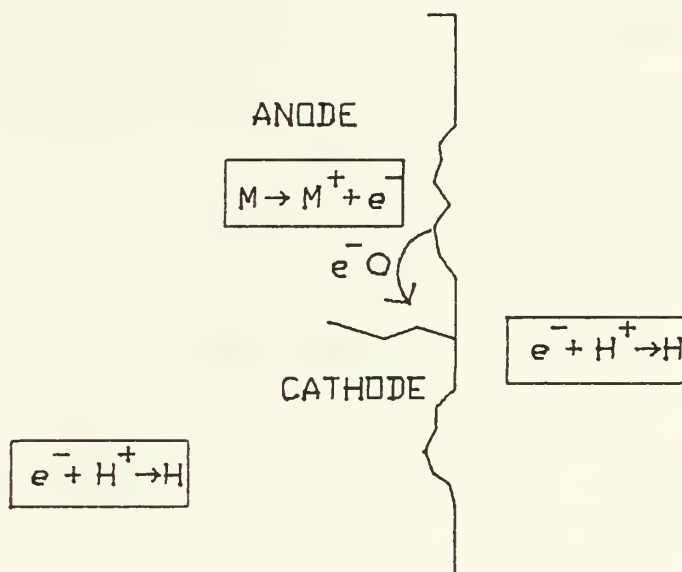 ANODE
M → M⁺ + e⁻
e⁻
e⁻ + H⁺ → H
CATHODE
e⁻ + H⁺ → H